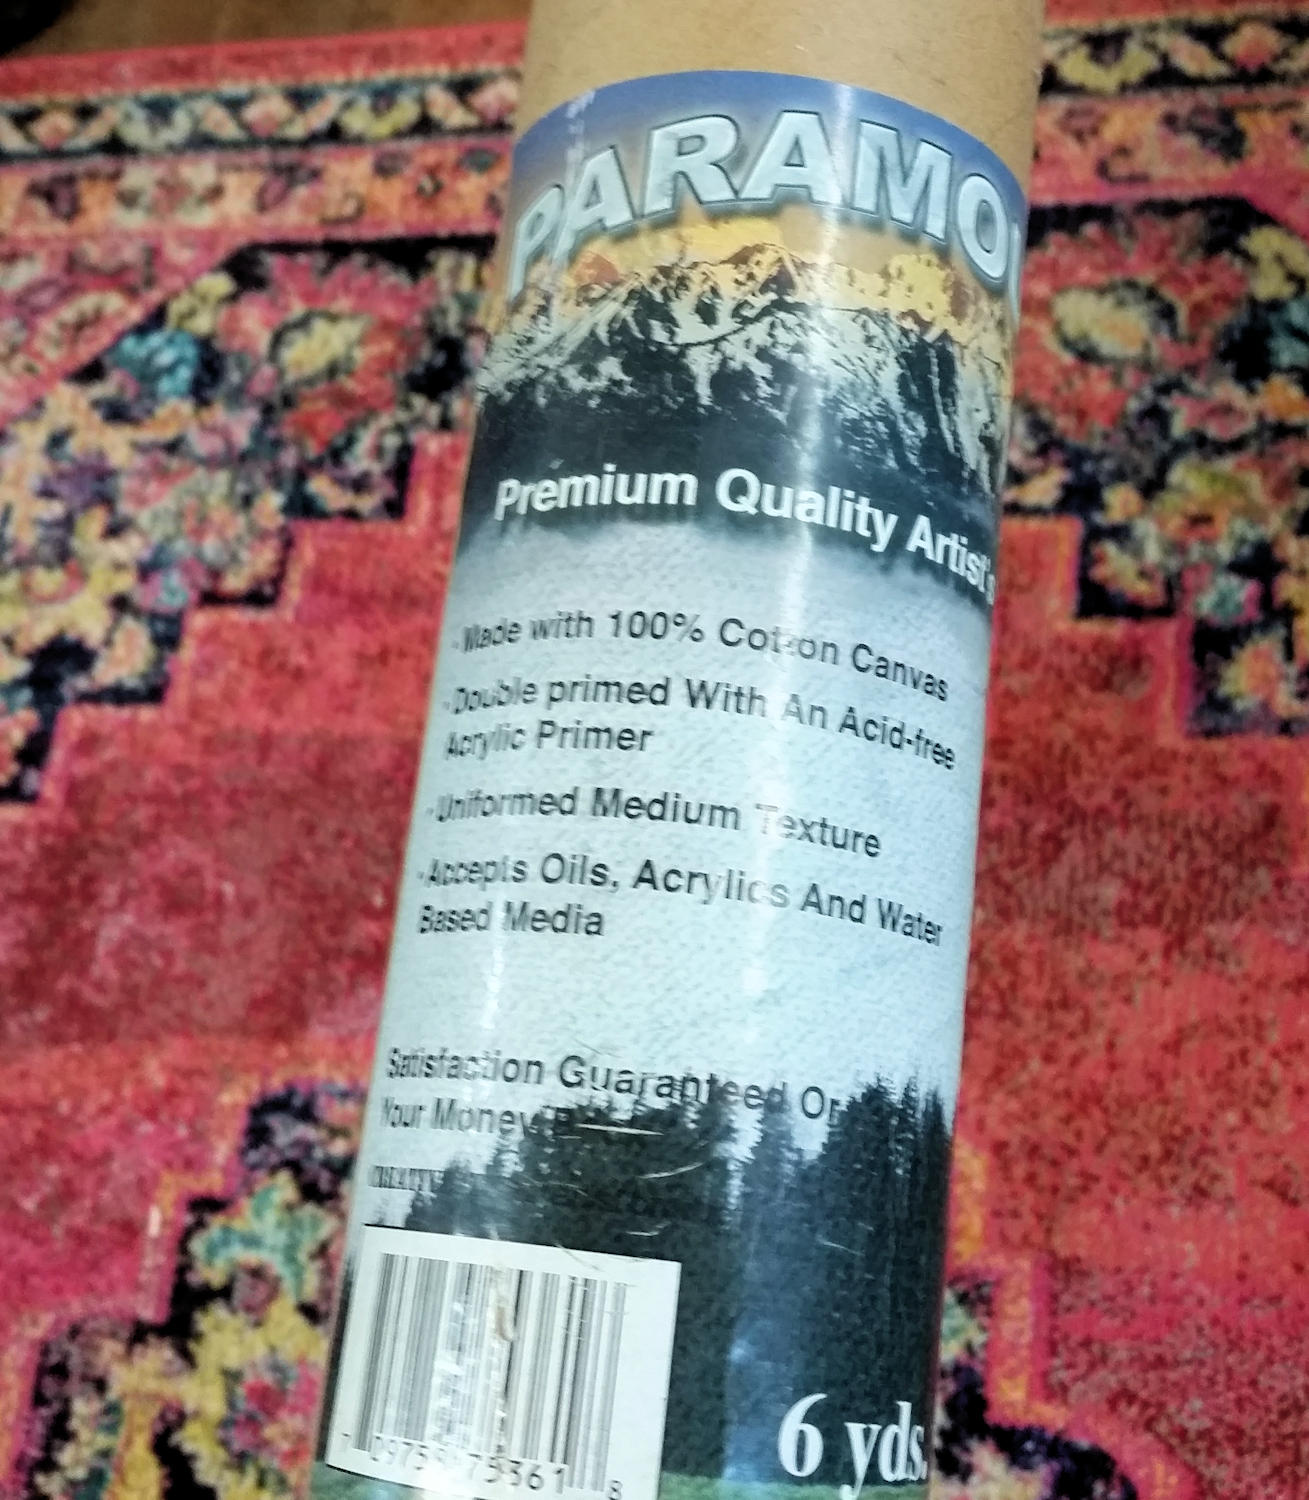 PARAMO
Premium Quality Artist's
·Made with 100% Cotton Canvas
·Double primed With An Acid-free
Acrylic Primer
·Uniformed Medium Texture
·Accepts Oils, Acrylics And Water
Based Media
Satisfaction Guaranteed Or
Your Money
6 yds.